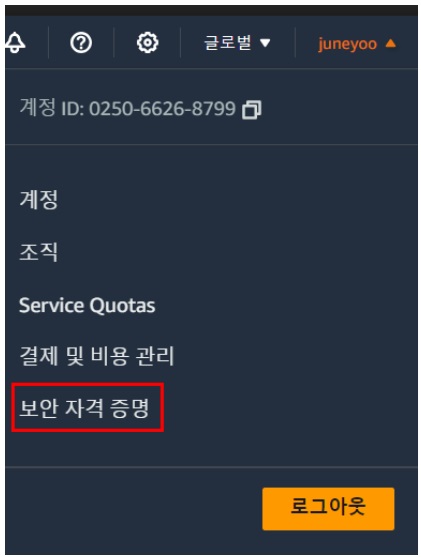 글로벌 ▼ juneyoo ▲
계정 ID: 0250-6626-8799
계정
조직
Service Quotas
결제 및 비용 관리
보안 자격 증명
로그아웃